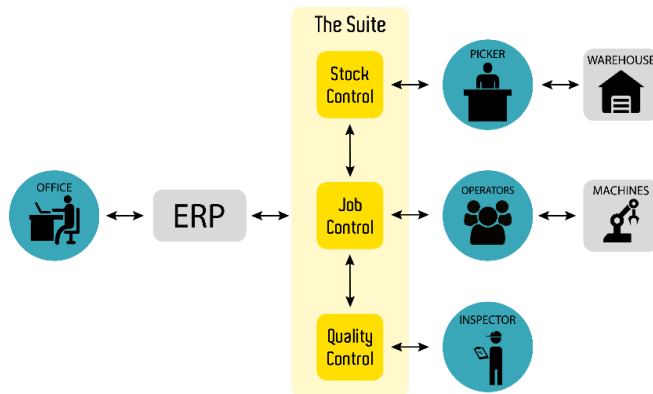 The Suite
Stock
Control
PICKER
WAREHOUSE
OFFICE
ERP
Job
Control
OPERATORS
MACHINES
Quality
Control
INSPECTOR